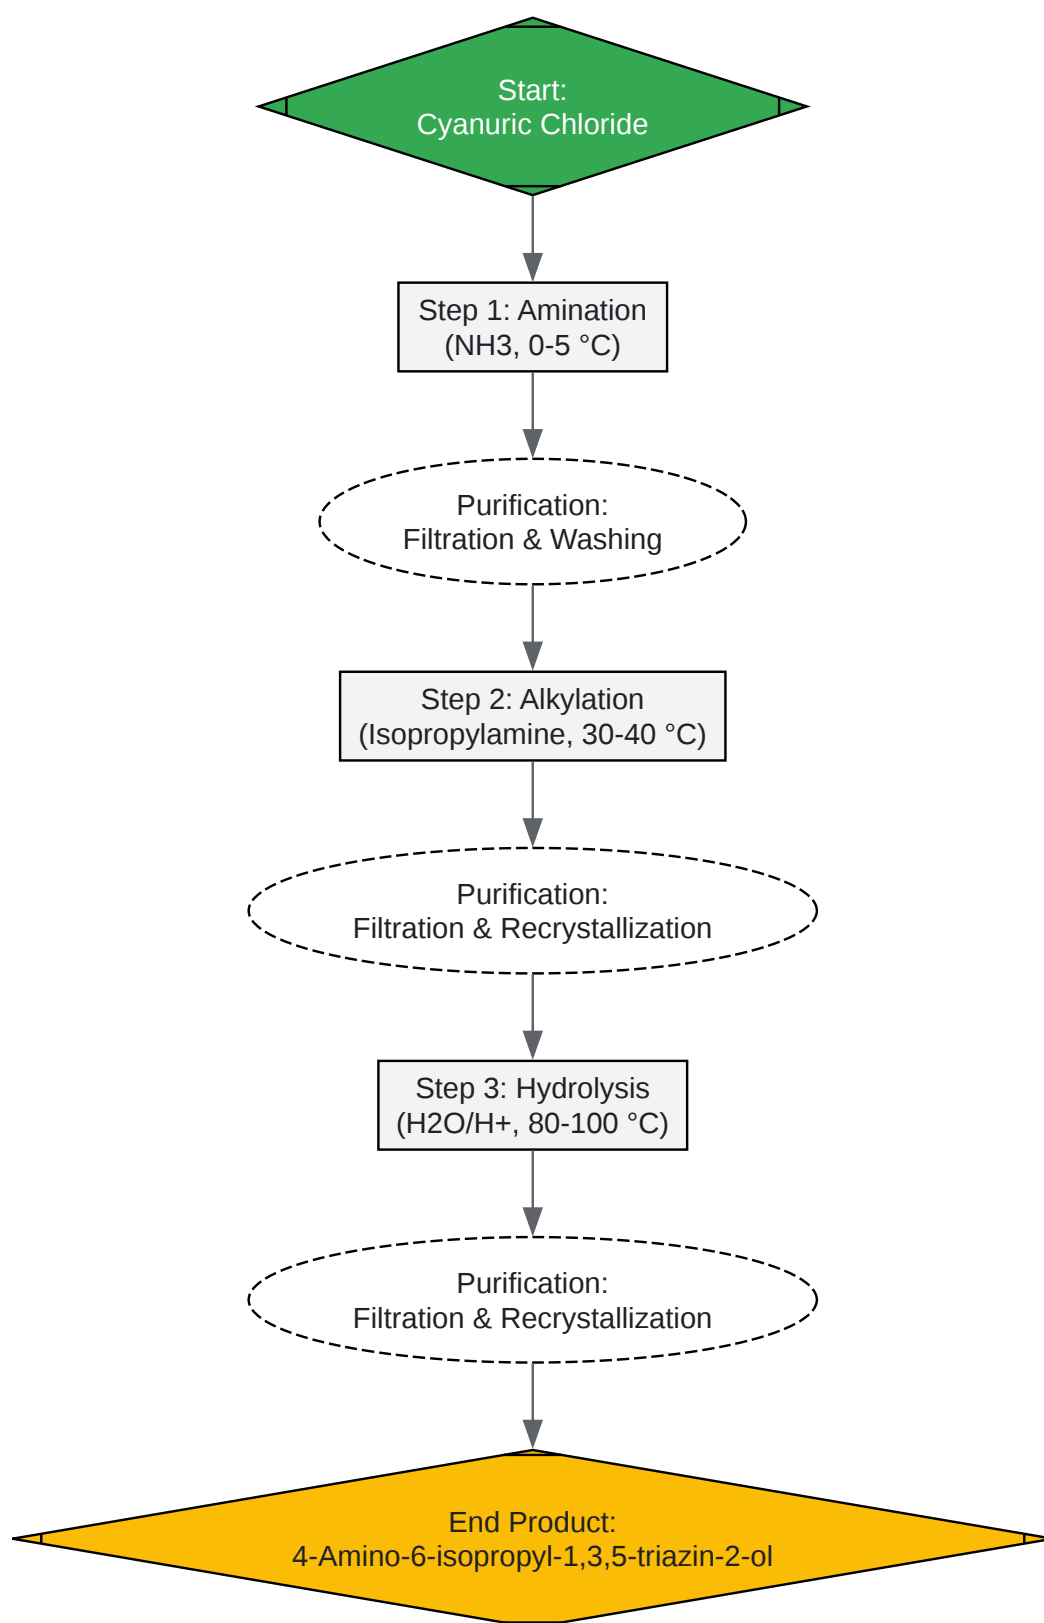 Start:
Cyanuric Chloride
Step 1: Amination
(NH3, 0-5 °C)
Purification:
Filtration & Washing
Step 2: Alkylation
(Isopropylamine, 30-40 °C)
Purification:
Filtration & Recrystallization
Step 3: Hydrolysis
(H2O/H+, 80-100 °C)
Purification:
Filtration & Recrystallization
End Product:
4-Amino-6-isopropyl-1,3,5-triazin-2-ol